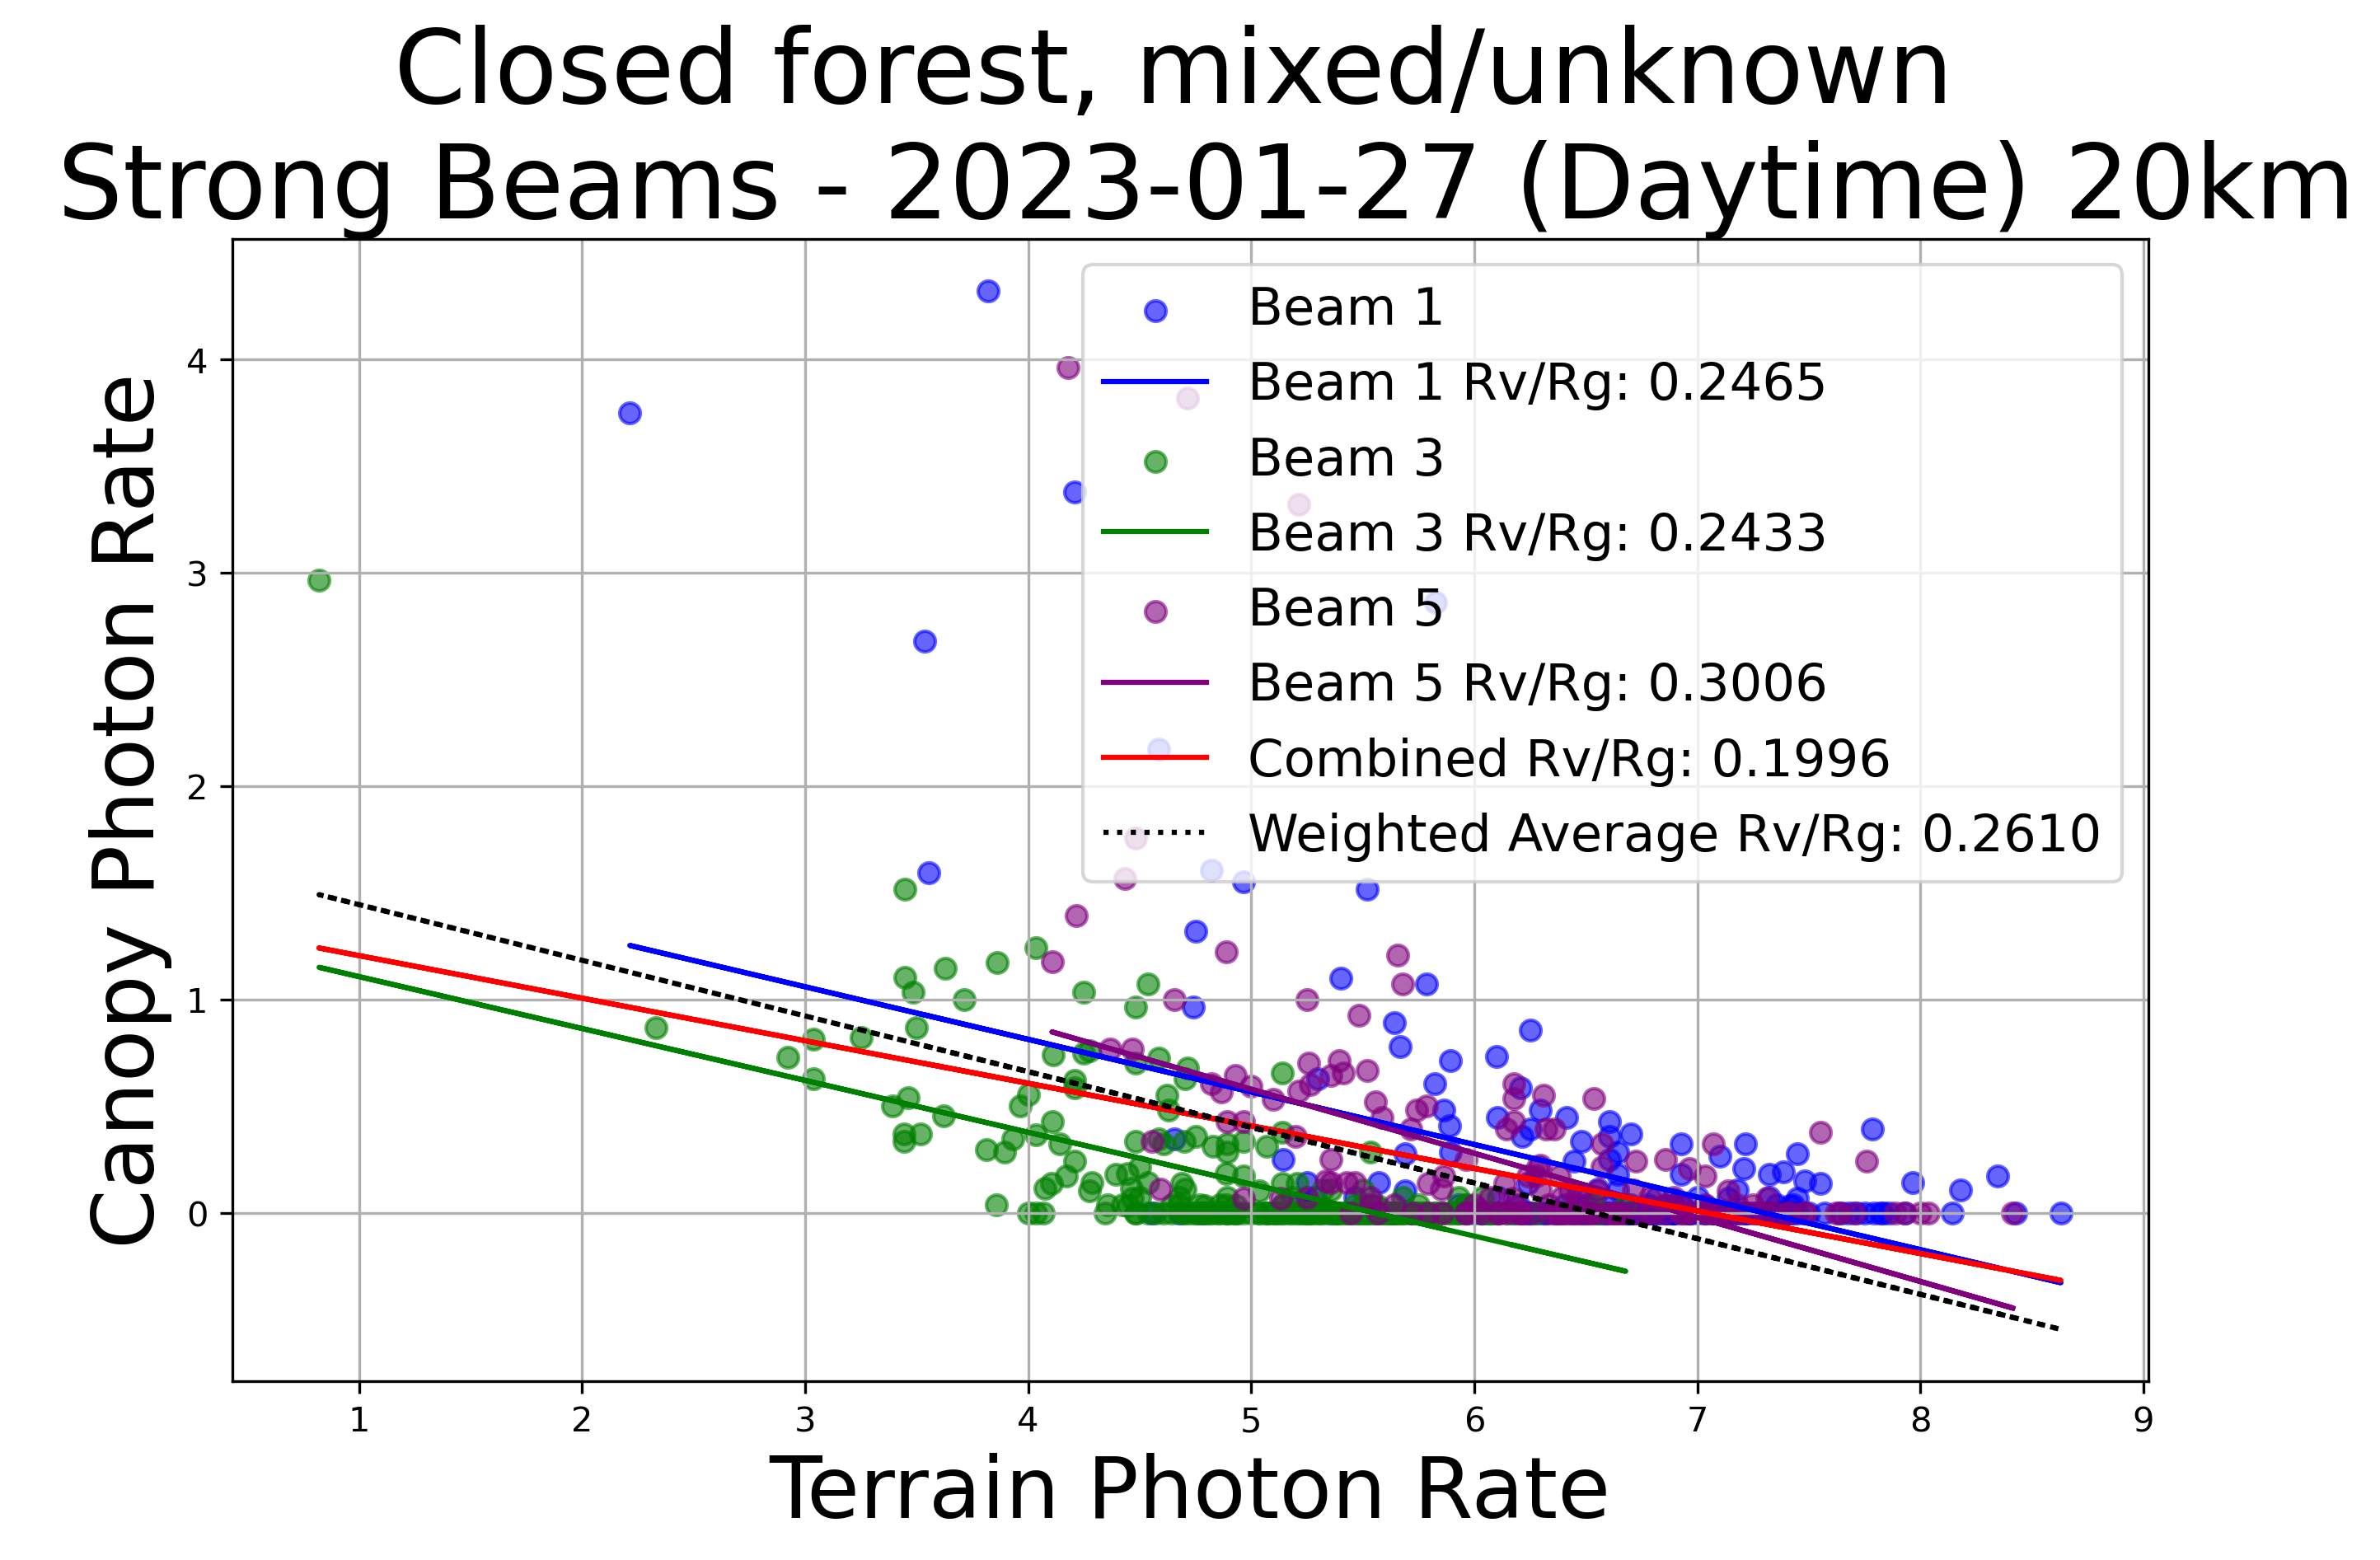 Closed forest, mixed/unknown
Strong Beams - 2023-01-27 (Daytime) 20km
Beam 1
Beam 1 Rv/Rg: 0.2465
Beam 3
Beam 3 Rv/Rg: 0.2433
Beam 5
Beam 5 Rv/Rg: 0.3006
Combined Rv/Rg: 0.1996
Weighted Average Rv/Rg: 0.2610
Canopy Photon Rate
4
3
2
1
0
1 2 3 4 5 6 7 8 9
Terrain Photon Rate